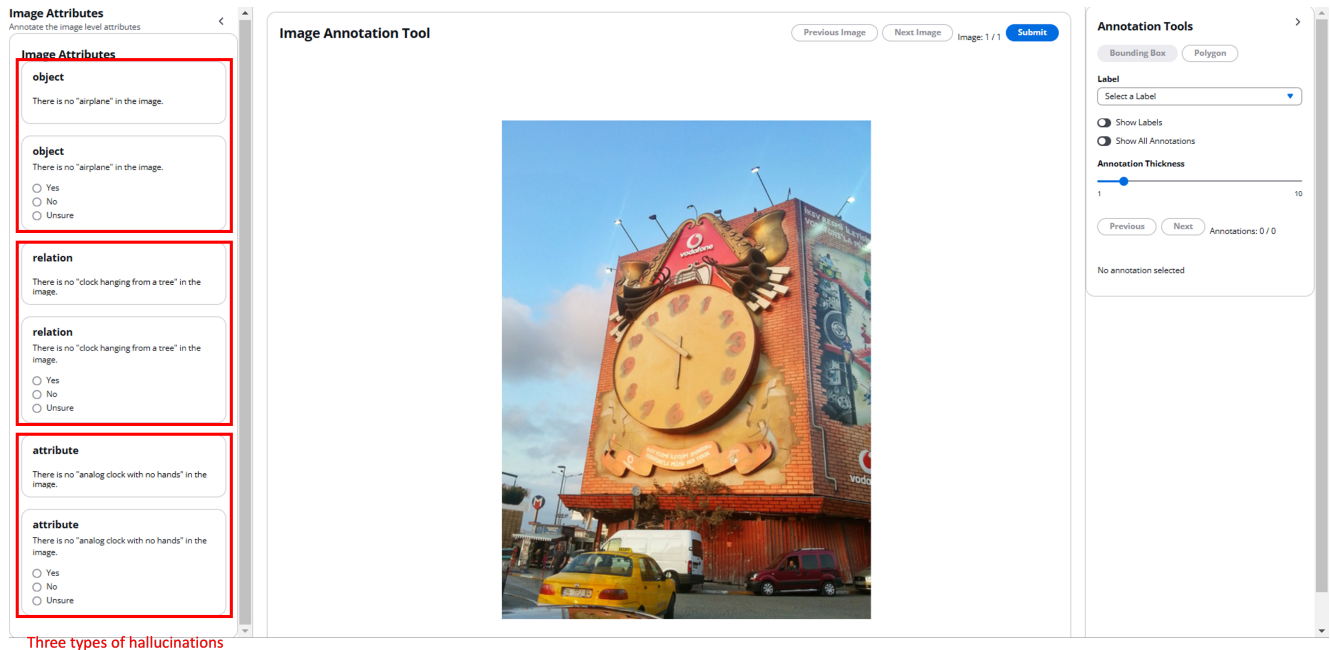 Image Attributes
Annotate the image level attributes
Image Attributes
object
There is no "airplane" in the image.
object
There is no "airplane" in the image.
Yes
No
Unsure
relation
There is no "clock hanging from a tree" in the
image.
relation
There is no "clock hanging from a tree" in the
image.
Yes
No
Unsure
attribute
There is no "analog clock with no hands" in the
image.
attribute
There is no "analog clock with no hands" in the
image.
Yes
No
Unsure
Three types of hallucinations
Image Annotation Tool
Previous Image
Next Image
Image: 1 / 1
Submit
vodafone
12
1
3
M
Annotation Tools
Bounding Box
Polygon
Label
Select a Label
Show Labels
Show All Annotations
Annotation Thickness
1
10
Previous
Next
Annotations: 0 / 0
No annotation selected